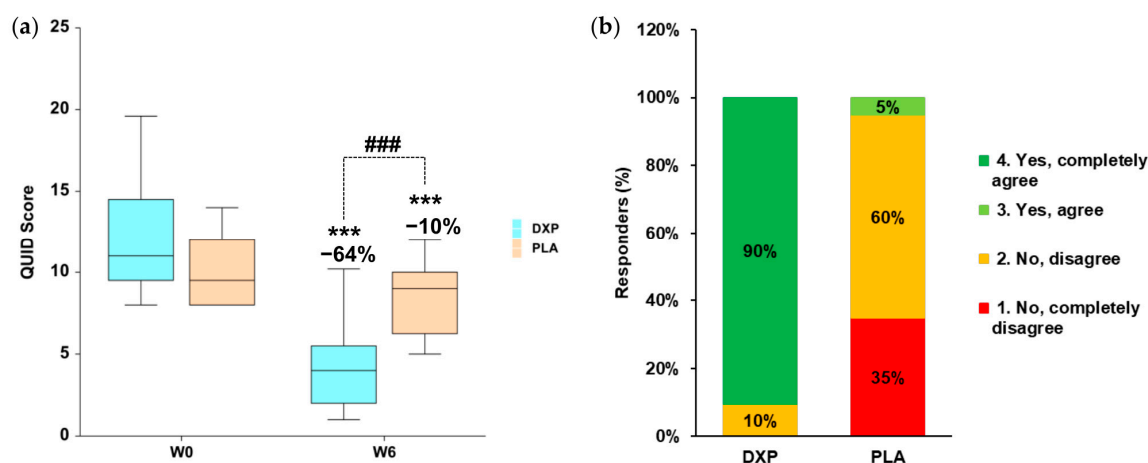 (a)
25
20
15
10
5
0
QUID Score
###
***
−64%
***
−10%
W0
W6
DXP
PLA
(b)
120%
100%
80%
60%
40%
20%
0%
Responders (%)
90%
10%
5%
60%
35%
DXP
PLA
4. Yes, completely
agree
3. Yes, agree
2. No, disagree
1. No, completely
disagree